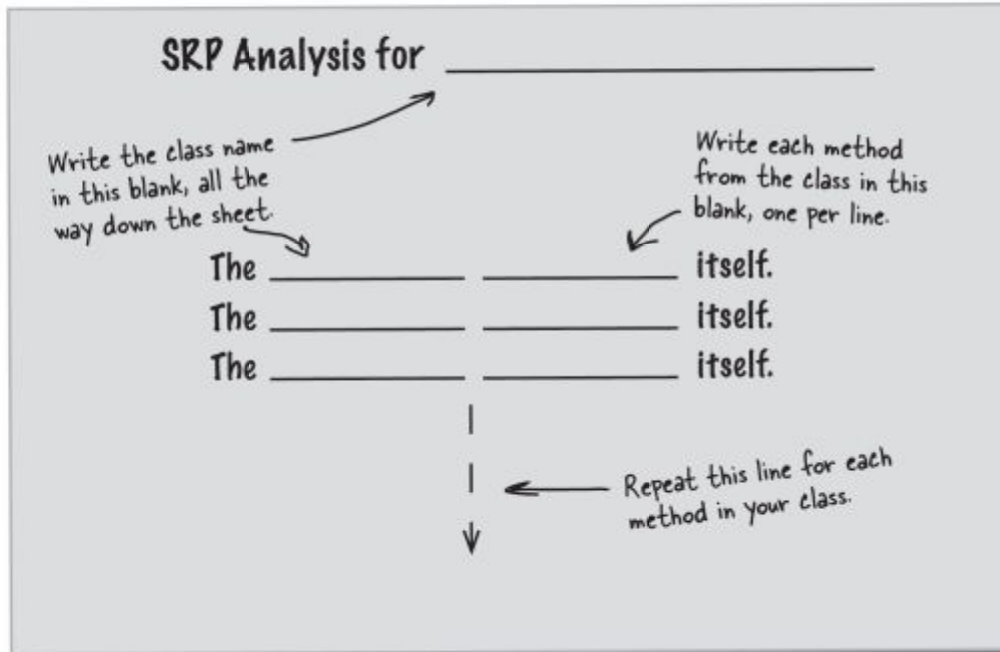 SRP Analysis for
Write the class name
in this blank, all the
way down the sheet.
Write each method
from the class in this
blank, one per line.
The itself.
The itself.
The itself.
Repeat this line for each
method in your class.